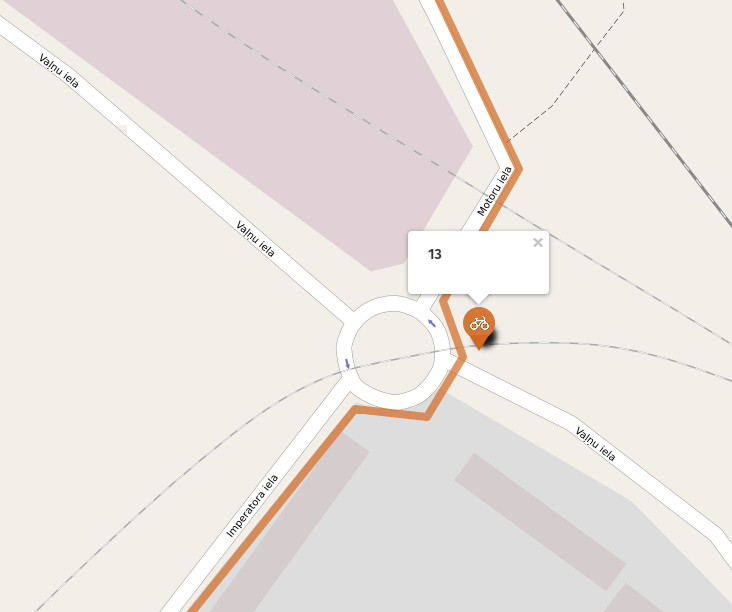 Vaļņu iela
Motoru iela
Vaļņu iela
13
×
Vaļņu iela
Imperatora iela